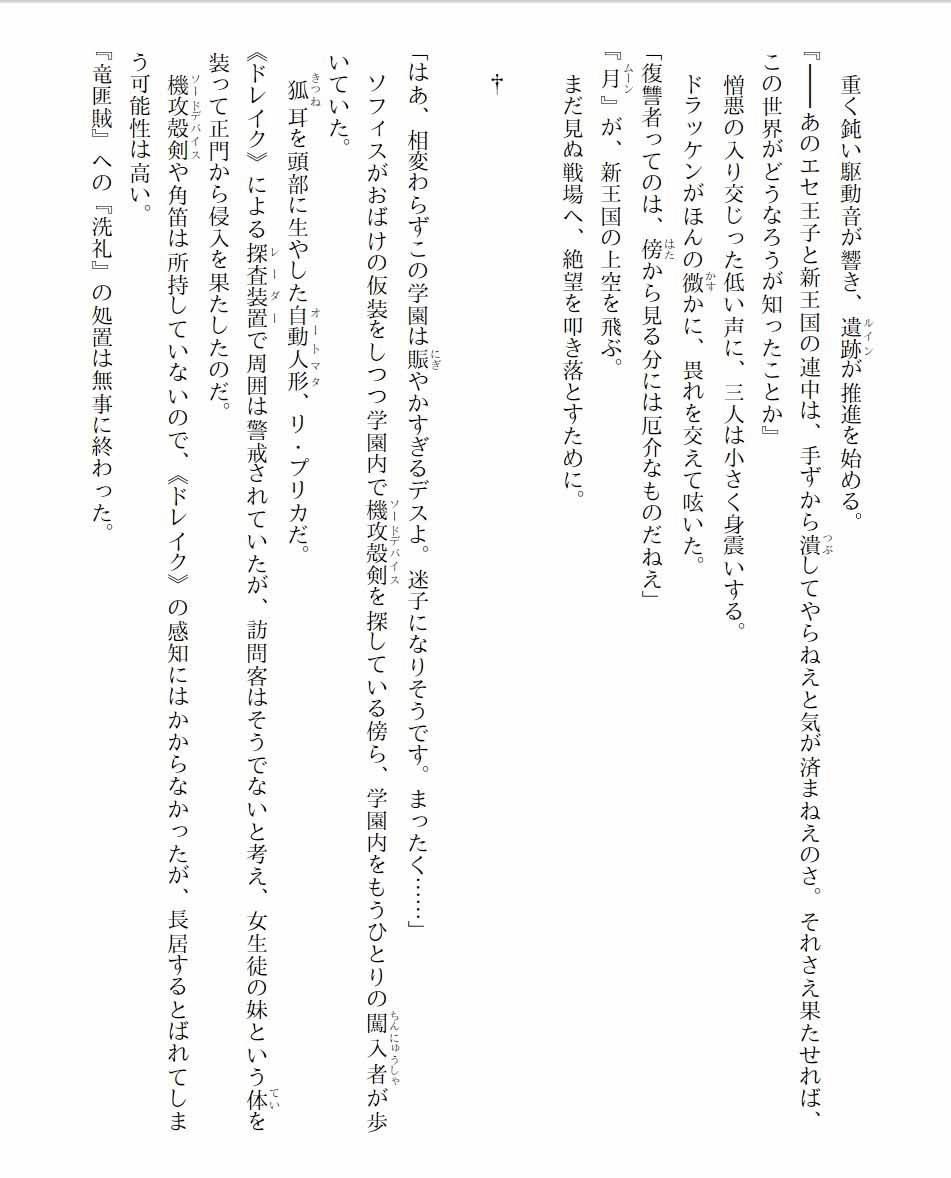 重く鈍い駆動音が響き、遺跡が推進を始める。
『――あのエセ王子と新王国の連中は、手ずから潰してやらねえと気が済まねえのさ。それさえ果たせれば、
この世界がどうなろうが知ったことか』
憎悪の入り交じった低い声に、三人は小さく身震いする。
ドラッケンがほんの微かに、畏れを交えて呟いた。
「復讐者ってのは、傍から見る分には厄介なものだねえ」
『月』が、新王国の上空を飛ぶ。
まだ見ぬ戦場へ、絶望を叩き落とすために。
†
「はあ、相変わらずこの学園は賑やかすぎるデスよ。迷子になりそうです。まったく……」
ソフィスがおばけの仮装をしつつ学園内で機攻殻剣を探している傍ら、学園内をもうひとりの闖入者が歩
いていた。
狐耳を頭部に生やした自動人形、リ・プリカだ。
《ドレイク》による探査装置で周囲は警戒されていたが、訪問客はそうでないと考え、女生徒の妹という体を
装って正門から侵入を果たしたのだ。
機攻殻剣や角笛は所持していないので、《ドレイク》の感知にはかからなかったが、長居するとばれてしま
う可能性は高い。
『竜匪賊』への『洗礼』の処置は無事に終わった。